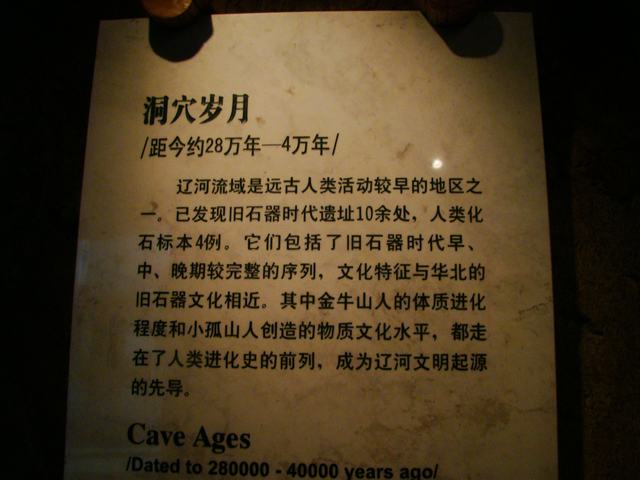 洞穴岁月
/距今约28万年—4万年/
辽河流域是远古人类活动较早的地区之
一。已发现旧石器时代遗址10余处，人类化
石标本4例。它们包括了旧石器时代早、
中、晚期较完整的序列，文化特征与华北的
旧石器文化相近。其中金牛山人的体质进化
程度和小孤山人创造的物质文化水平，都走
在了人类进化史的前列，成为辽河文明起源
的先导。
Cave Ages
/Dated to 280000 - 40000 years ago/